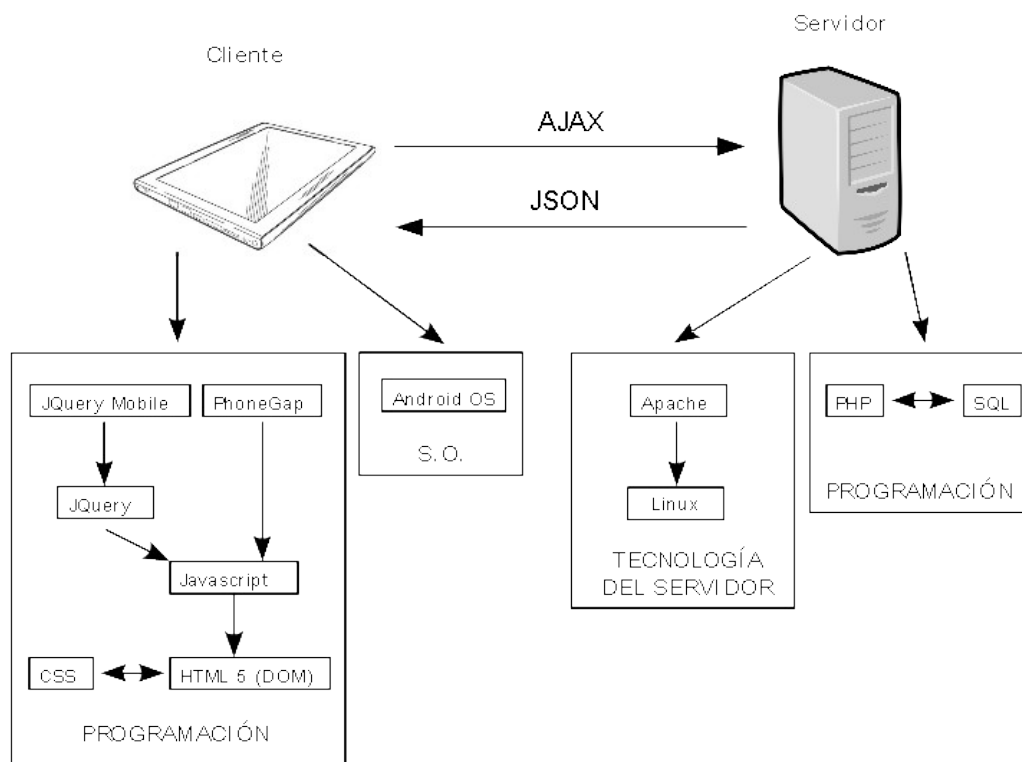 Servidor
Cliente
AJAX
JSON
JQuery Mobile
PhoneGap
JQuery
Javascript
CSS
HTML 5 (DOM)
PROGRAMACIÓN
Android OS
S. O.
Apache
Linux
TECNOLOGÍA
DEL SERVIDOR
PHP
SQL
PROGRAMACIÓN